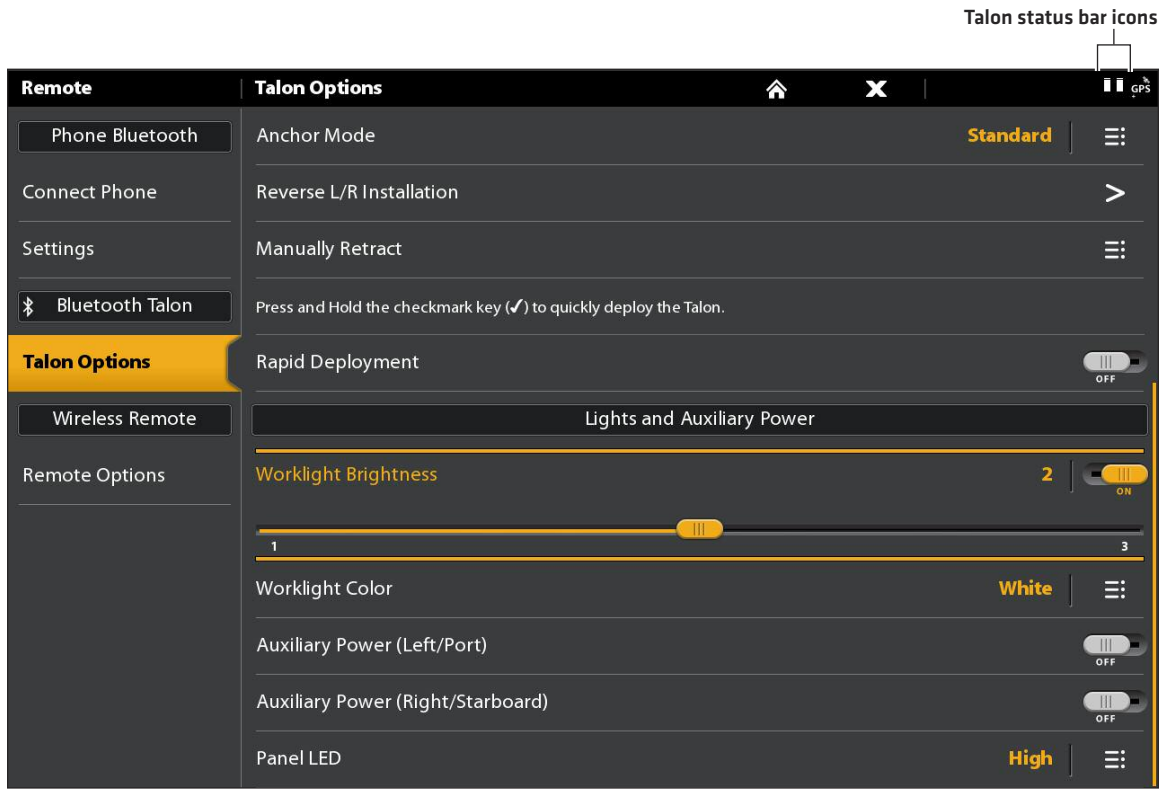 Talon status bar icons
Remote
Talon Options
GPS
Phone Bluetooth
Anchor Mode
Standard
Connect Phone
Reverse L/R Installation
Settings
Manually Retract
Bluetooth Talon
Press and Hold the checkmark key (✓) to quickly deploy the Talon.
Talon Options
Rapid Deployment
OFF
Wireless Remote
Lights and Auxiliary Power
Remote Options
Worklight Brightness
2
ON
1
3
Worklight Color
White
Auxiliary Power (Left/Port)
OFF
Auxiliary Power (Right/Starboard)
OFF
Panel LED
High